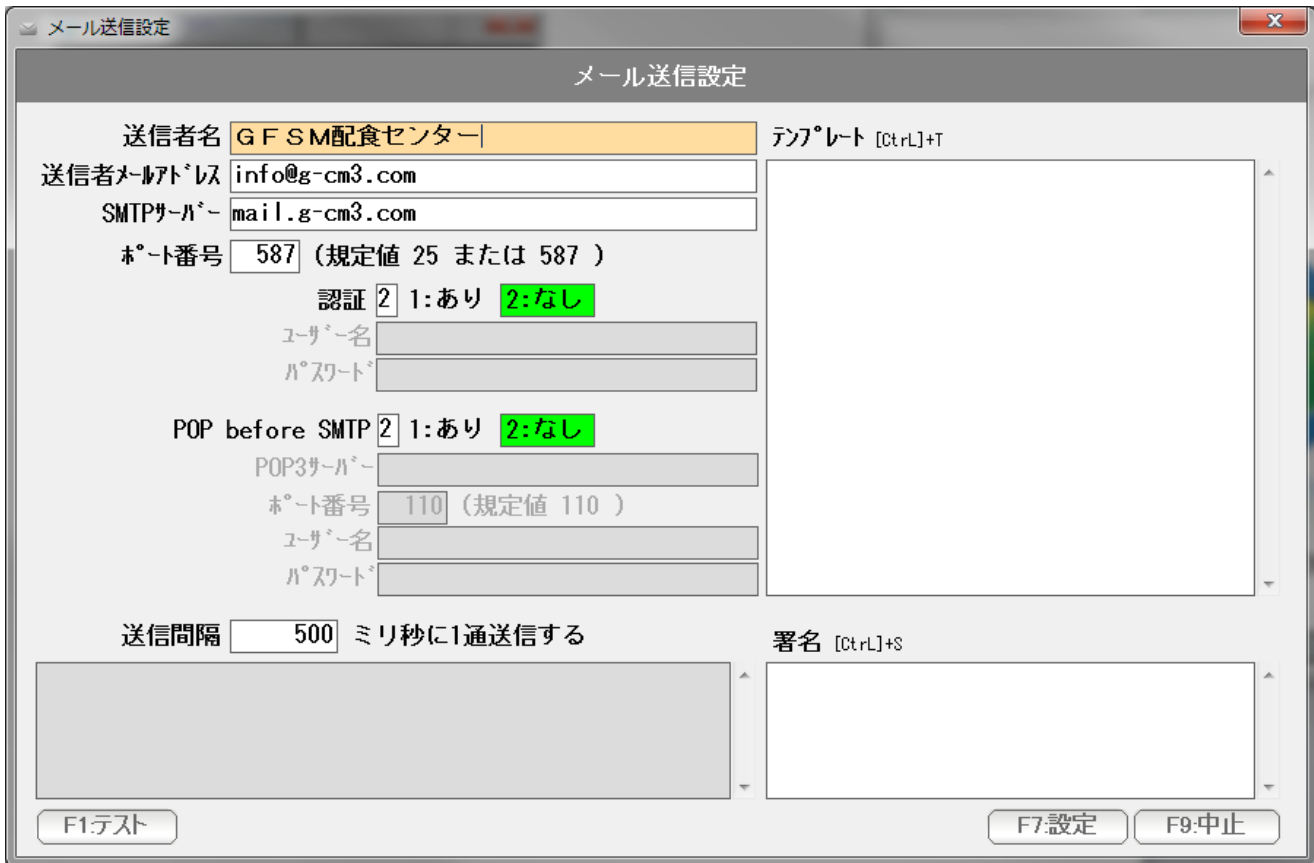 メール送信設定
メール送信設定
送信者名 ＧＦＳＭ配食センター
送信者ﾒｰﾙｱﾄﾞﾚｽ info@g-cm3.com
SMTPｻｰﾊﾞｰ mail.g-cm3.com
ﾎﾟｰﾄ番号 587 (規定値 25 または 587 )
認証 2 1:あり 2:なし
ﾕｰｻﾞｰ名
ﾊﾟｽﾜｰﾄﾞ
POP before SMTP 2 1:あり 2:なし
POP3ｻｰﾊﾞｰ
ﾎﾟｰﾄ番号 110 (規定値 110 )
ﾕｰｻﾞｰ名
ﾊﾟｽﾜｰﾄﾞ
送信間隔 500 ミリ秒に1通送信する
ﾃﾝﾌﾟﾚｰﾄ [CtrL]+T
署名 [CtrL]+S
F1:テスト
F7:設定 F9:中止